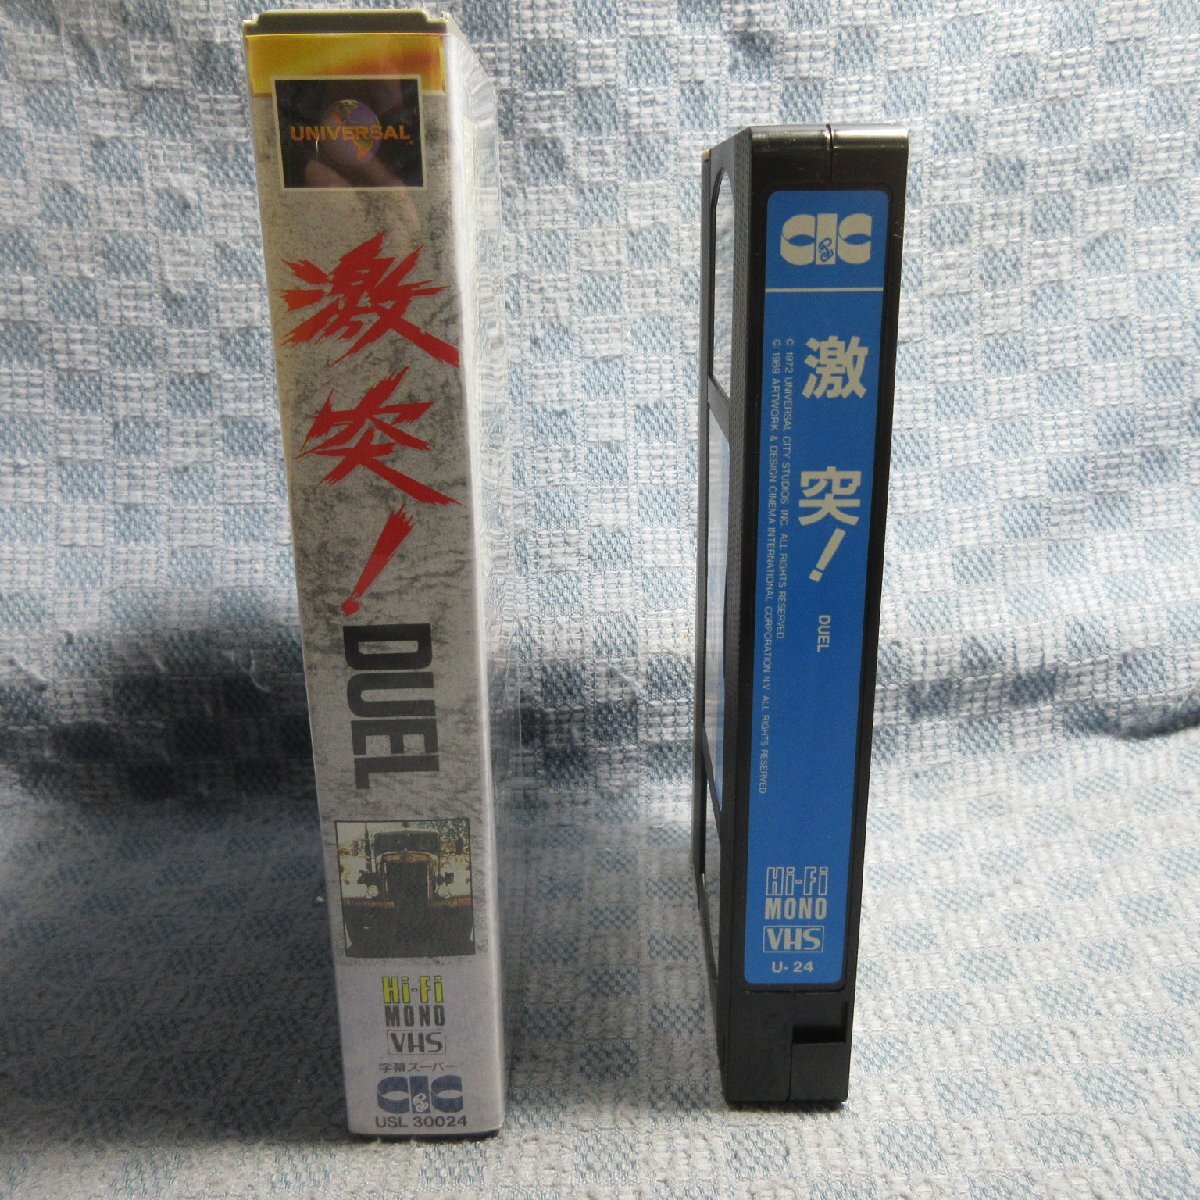 UNIVERSAL
激突!
DUEL
Hi-Fi
MONO
VHS
字幕スーパー
CIC
USL 30024
CIC
激突!
DUEL
© 1972 UNIVERSAL CITY STUDIOS, INC. ALL RIGHTS RESERVED.
© 1989 ARTWORK & DESIGN CINEMA INTERNATIONAL CORPORATION N.V. ALL RIGHTS RESERVED
Hi-Fi
MONO
VHS
U-24